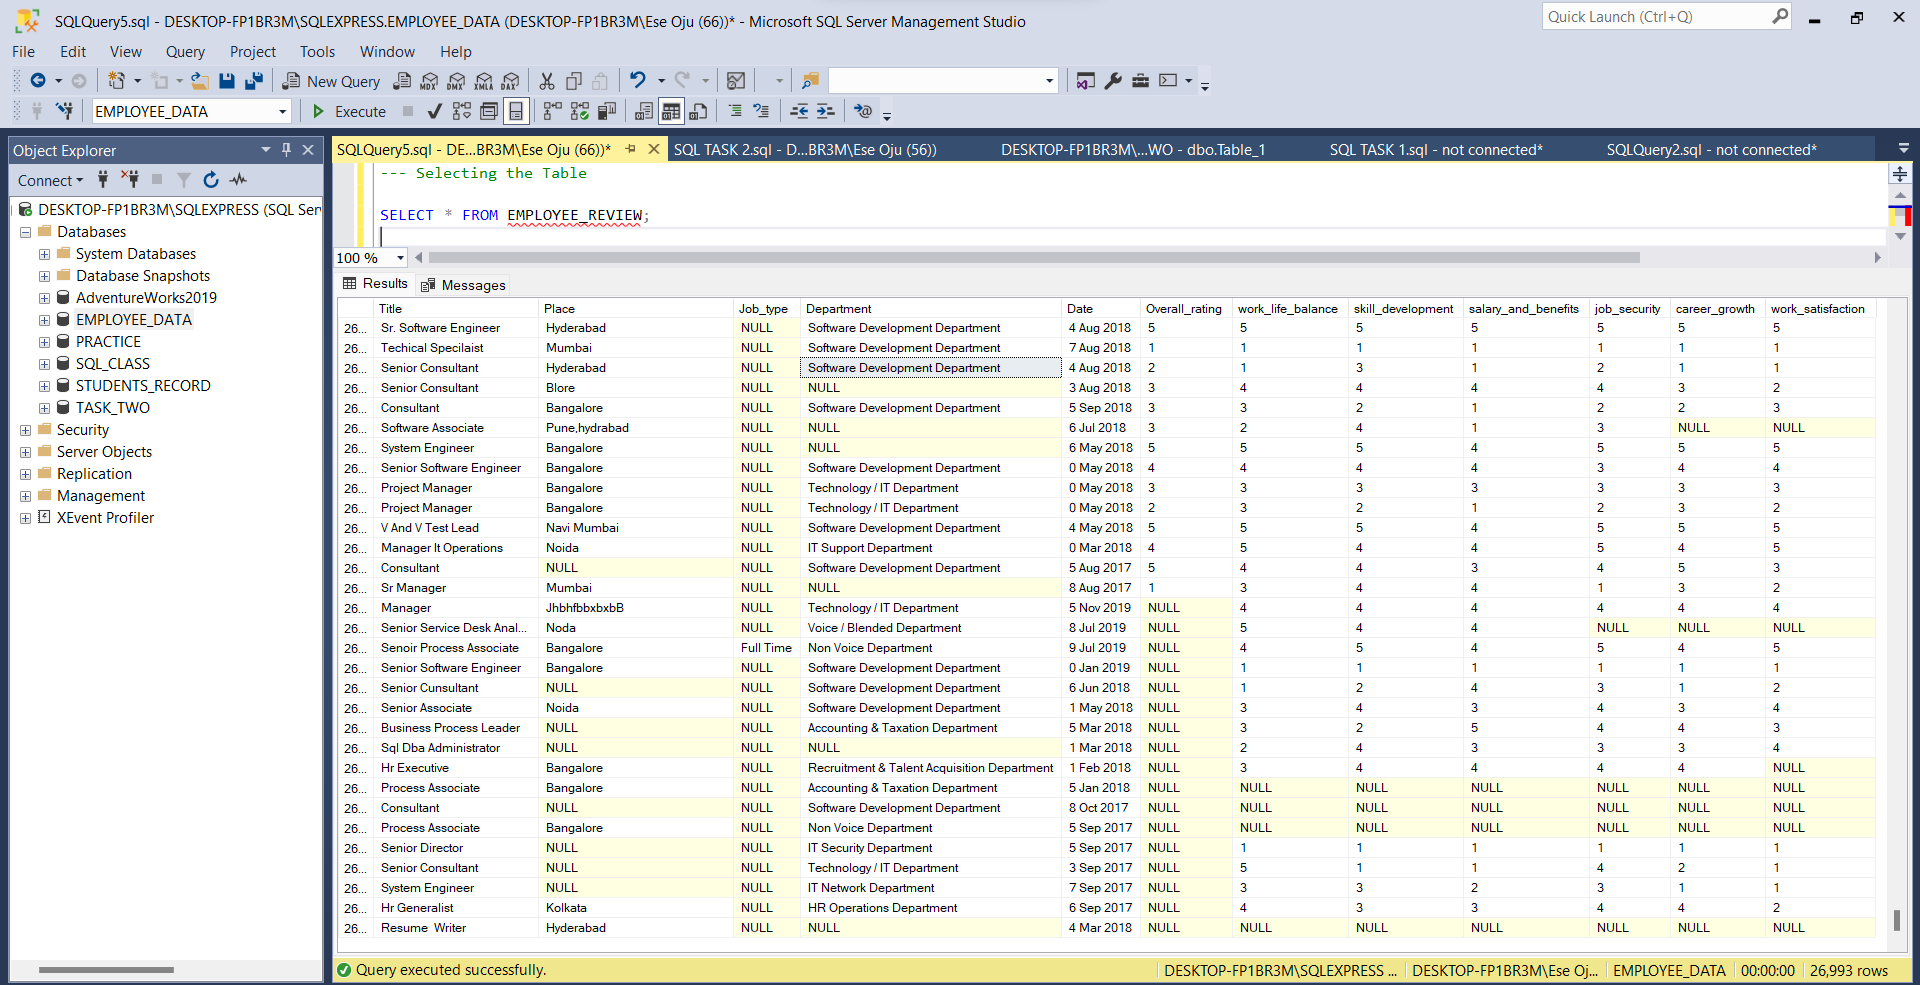 SQLQuery5.sql - DESKTOP-FP1BR3M\SQLEXPRESS.EMPLOYEE_DATA (DESKTOP-FP1BR3M\Ese Oju (66))* - Microsoft SQL Server Management Studio
Quick Launch (Ctrl+Q)
File Edit View Query Project Tools Window Help
New Query MDX DMX XMLA DAX
EMPLOYEE_DATA Execute
Object Explorer
SQLQuery5.sql - DE...BR3M\Ese Oju (66))* SQL TASK 2.sql - D...BR3M\Ese Oju (56)) DESKTOP-FP1BR3M\...WO - dbo.Table_1 SQL TASK 1.sql - not connected* SQLQuery2.sql - not connected*
Connect
DESKTOP-FP1BR3M\SQLEXPRESS (SQL Ser
Databases
System Databases
Database Snapshots
AdventureWorks2019
EMPLOYEE_DATA
PRACTICE
SQL_CLASS
STUDENTS_RECORD
TASK_TWO
Security
Server Objects
Replication
Management
XEvent Profiler
--- Selecting the Table
SELECT * FROM EMPLOYEE_REVIEW;
100 %
Results Messages
Title Place Job_type Department Date Overall_rating work_life_balance skill_development salary_and_benefits job_security career_growth work_satisfaction
26... Sr. Software Engineer Hyderabad NULL Software Development Department 4 Aug 2018 5 5 5 5 5 5 5
26... Techical Specilaist Mumbai NULL Software Development Department 7 Aug 2018 1 1 1 1 1 1 1
26... Senior Consultant Hyderabad NULL Software Development Department 4 Aug 2018 2 1 3 1 2 1 1
26... Senior Consultant Blore NULL NULL 3 Aug 2018 3 4 4 4 4 3 2
26... Consultant Bangalore NULL Software Development Department 5 Sep 2018 3 3 2 1 2 2 3
26... Software Associate Pune,hydrabad NULL NULL 6 Jul 2018 3 2 4 1 3 NULL NULL
26... System Engineer Bangalore NULL NULL 6 May 2018 5 5 5 4 5 5 5
26... Senior Software Engineer Bangalore NULL Software Development Department 0 May 2018 4 4 4 4 3 4 4
26... Project Manager Bangalore NULL Technology / IT Department 0 May 2018 3 3 3 3 3 3 3
26... Project Manager Bangalore NULL Technology / IT Department 0 May 2018 2 3 2 1 2 3 2
26... V And V Test Lead Navi Mumbai NULL Software Development Department 4 May 2018 5 5 5 4 5 5 5
26... Manager It Operations Noida NULL IT Support Department 0 Mar 2018 4 5 4 4 5 4 5
26... Consultant NULL NULL Software Development Department 5 Aug 2017 5 4 4 3 4 5 3
26... Sr Manager Mumbai NULL NULL 8 Aug 2017 1 3 4 4 1 3 2
26... Manager JhbhfbbxbxbB NULL Technology / IT Department 5 Nov 2019 NULL 4 4 4 4 4 4
26... Senior Service Desk Anal... Noda NULL Voice / Blended Department 8 Jul 2019 NULL 5 4 4 NULL NULL NULL
26... Senoir Process Associate Bangalore Full Time Non Voice Department 9 Jul 2019 NULL 4 5 4 5 4 5
26... Senior Software Engineer Bangalore NULL Software Development Department 0 Jan 2019 NULL 1 1 1 1 1 1
26... Senior Cunsultant NULL NULL Software Development Department 6 Jun 2018 NULL 1 2 4 3 1 2
26... Senior Associate Noida NULL Software Development Department 1 May 2018 NULL 3 4 3 4 3 4
26... Business Process Leader NULL NULL Accounting & Taxation Department 5 Mar 2018 NULL 3 2 5 4 4 3
26... Sql Dba Administrator NULL NULL NULL 1 Mar 2018 NULL 2 4 3 3 3 4
26... Hr Executive Bangalore NULL Recruitment & Talent Acquisition Department 1 Feb 2018 NULL 3 4 4 4 4 NULL
26... Process Associate Bangalore NULL Accounting & Taxation Department 5 Jan 2018 NULL NULL NULL NULL NULL NULL NULL
26... Consultant NULL NULL Software Development Department 8 Oct 2017 NULL NULL NULL NULL NULL NULL NULL
26... Process Associate Bangalore NULL Non Voice Department 5 Sep 2017 NULL NULL NULL NULL NULL NULL NULL
26... Senior Director NULL NULL IT Security Department 5 Sep 2017 NULL 1 1 1 1 1 1
26... Senior Consultant NULL NULL Technology / IT Department 3 Sep 2017 NULL 5 1 1 4 2 1
26... System Engineer NULL NULL IT Network Department 7 Sep 2017 NULL 3 3 2 3 1 1
26... Hr Generalist Kolkata NULL HR Operations Department 6 Sep 2017 NULL 4 3 3 4 4 2
26... Resume  Writer Hyderabad NULL NULL 4 Mar 2018 NULL NULL NULL NULL NULL NULL NULL
Query executed successfully. DESKTOP-FP1BR3M\SQLEXPRESS ... DESKTOP-FP1BR3M\Ese Oj... EMPLOYEE_DATA 00:00:00 26,993 rows